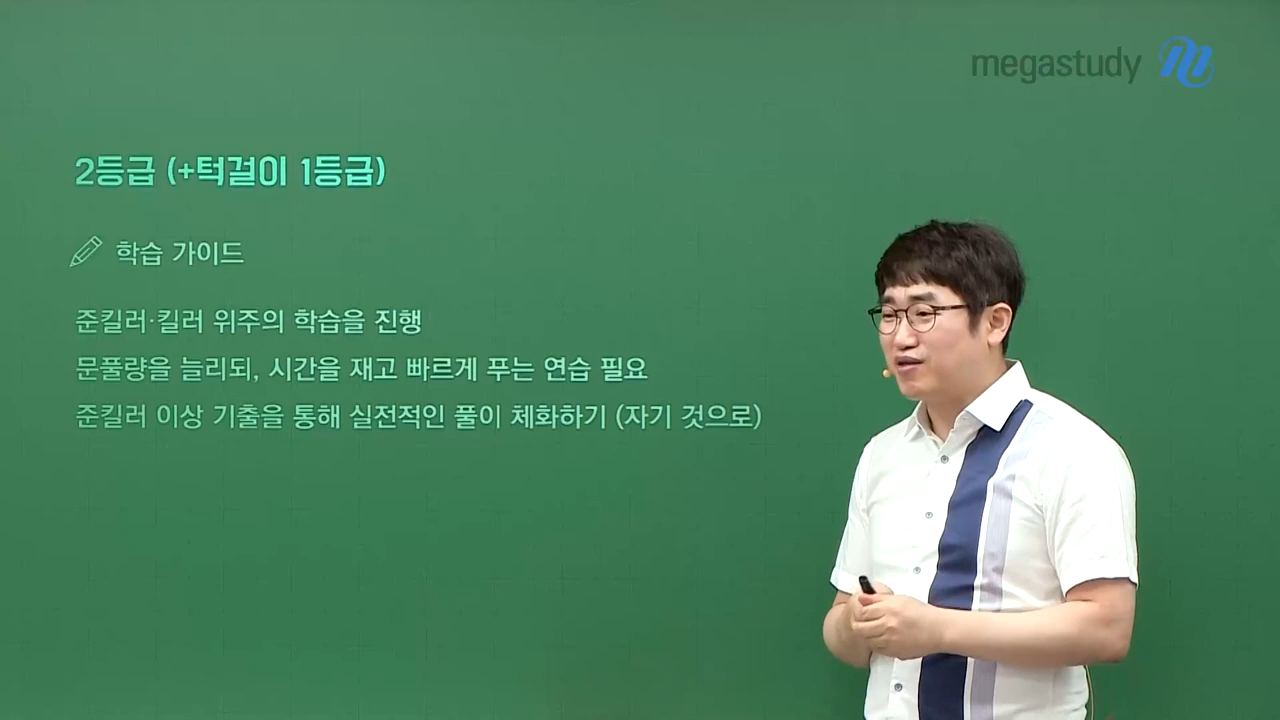 megastudy
2등급 (+턱걸이 1등급)
학습 가이드
준킬러·킬러 위주의 학습을 진행
문풀량을 늘리되, 시간을 재고 빠르게 푸는 연습 필요
준킬러 이상 기출을 통해 실전적인 풀이 체화하기 (자기 것으로)